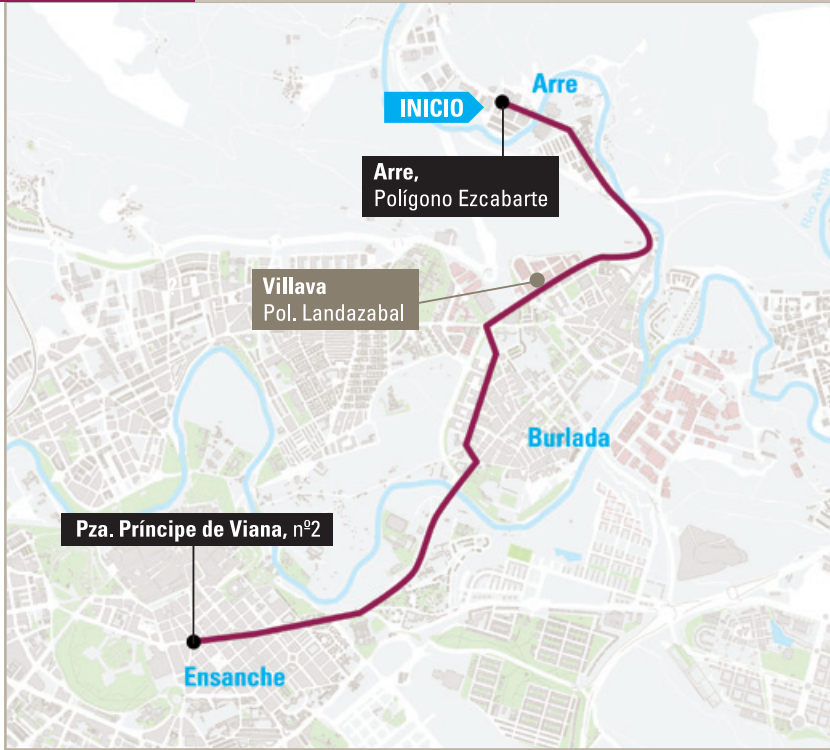 Arre
INICIO
Arre,
Polígono Ezcabarte
Villava
Pol. Landazabal
Burlada
Pza. Príncipe de Viana, nº2
Ensanche